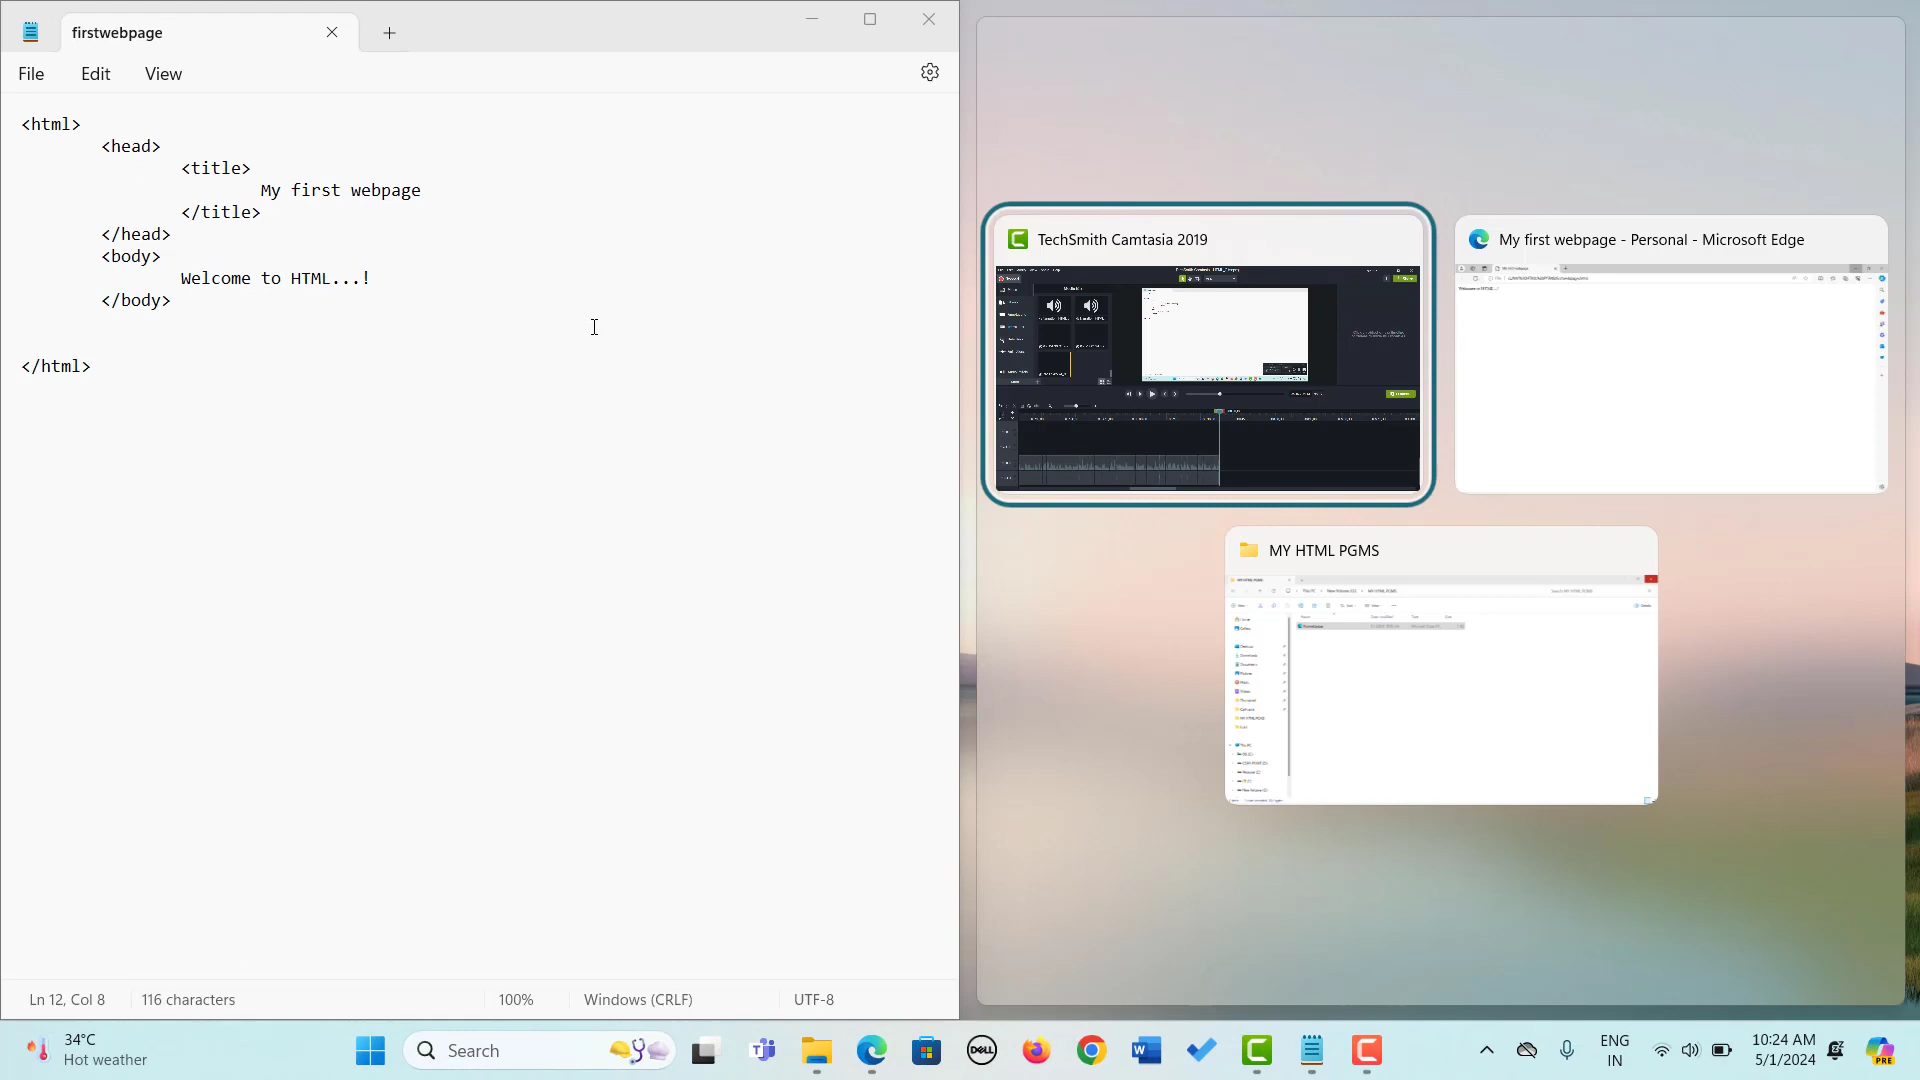 firstwebpage
File Edit View
<html>
<head>
<title>
My first webpage
</title>
</head>
<body>
Welcome to HTML...!
</body>
</html>
Ln 12, Col 8 116 characters 100% Windows (CRLF) UTF-8
TechSmith Camtasia 2019
My first webpage - Personal - Microsoft Edge
MY HTML PGMS
34°C
Hot weather
Search
DELL
ENG
IN
10:24 AM
5/1/2024
PRE